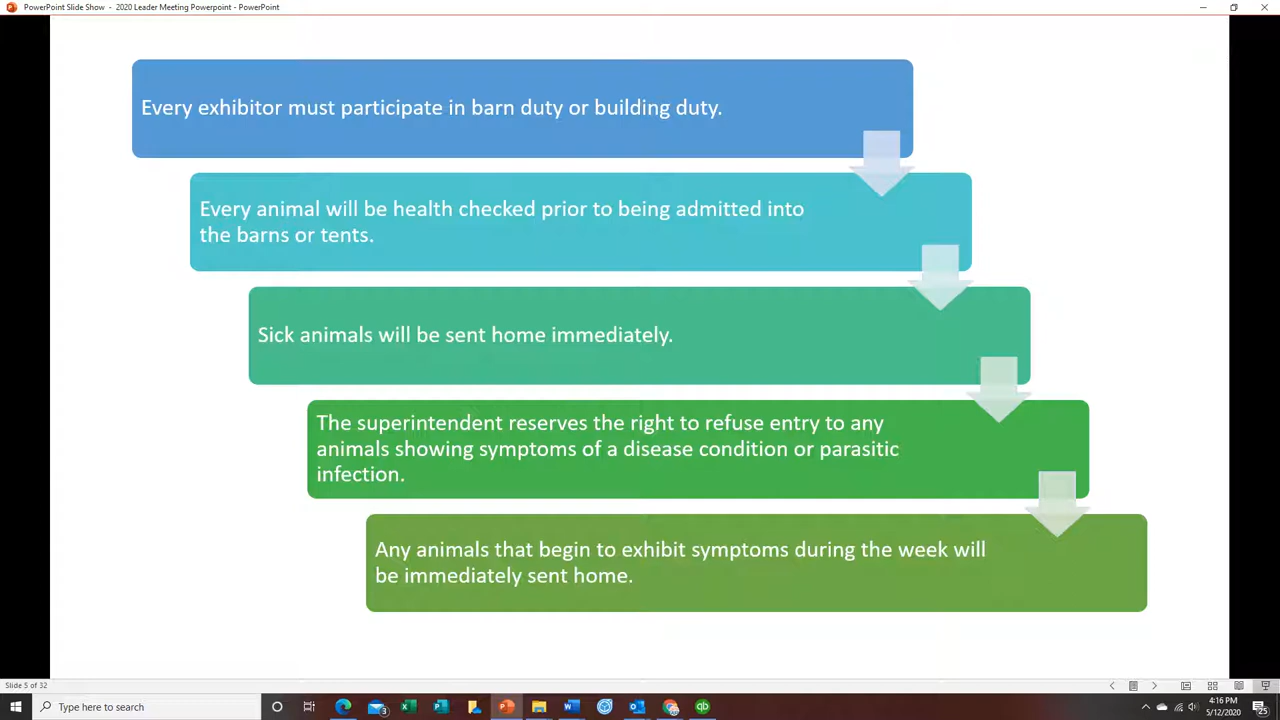 PowerPoint Slide Show - 2020 Leader Meeting Powerpoint - PowerPoint
Every exhibitor must participate in barn duty or building duty.
Every animal will be health checked prior to being admitted into
the barns or tents.
Sick animals will be sent home immediately.
The superintendent reserves the right to refuse entry to any
animals showing symptoms of a disease condition or parasitic
infection.
Any animals that begin to exhibit symptoms during the week will
be immediately sent home.
Slide 5 of 32
Type here to search
3
4:16 PM
5/12/2020
25